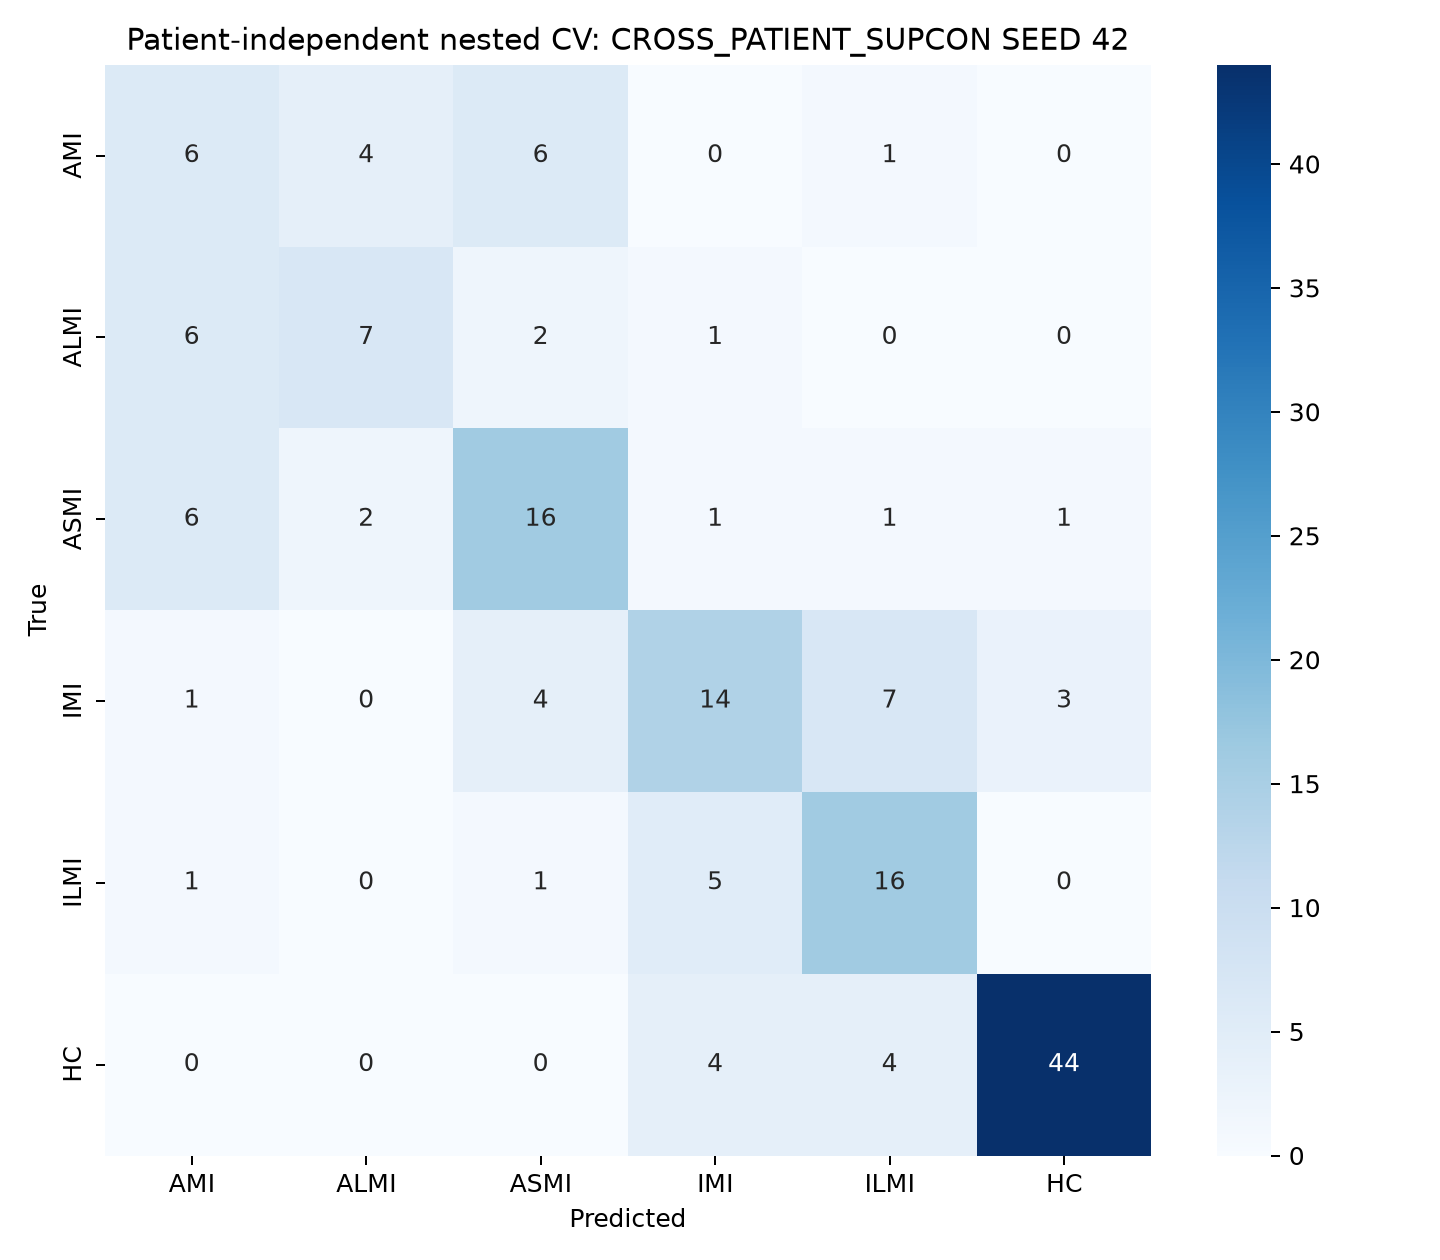 Patient-independent nested CV: CROSS_PATIENT_SUPCON SEED 42
AMI 6 4 6 0 1 0
ALMI 6 7 2 1 0 0
ASMI 6 2 16 1 1 1
IMI 1 0 4 14 7 3
ILMI 1 0 1 5 16 0
HC 0 0 0 4 4 44
True
AMI ALMI ASMI IMI ILMI HC
Predicted
40
35
30
25
20
15
10
5
0